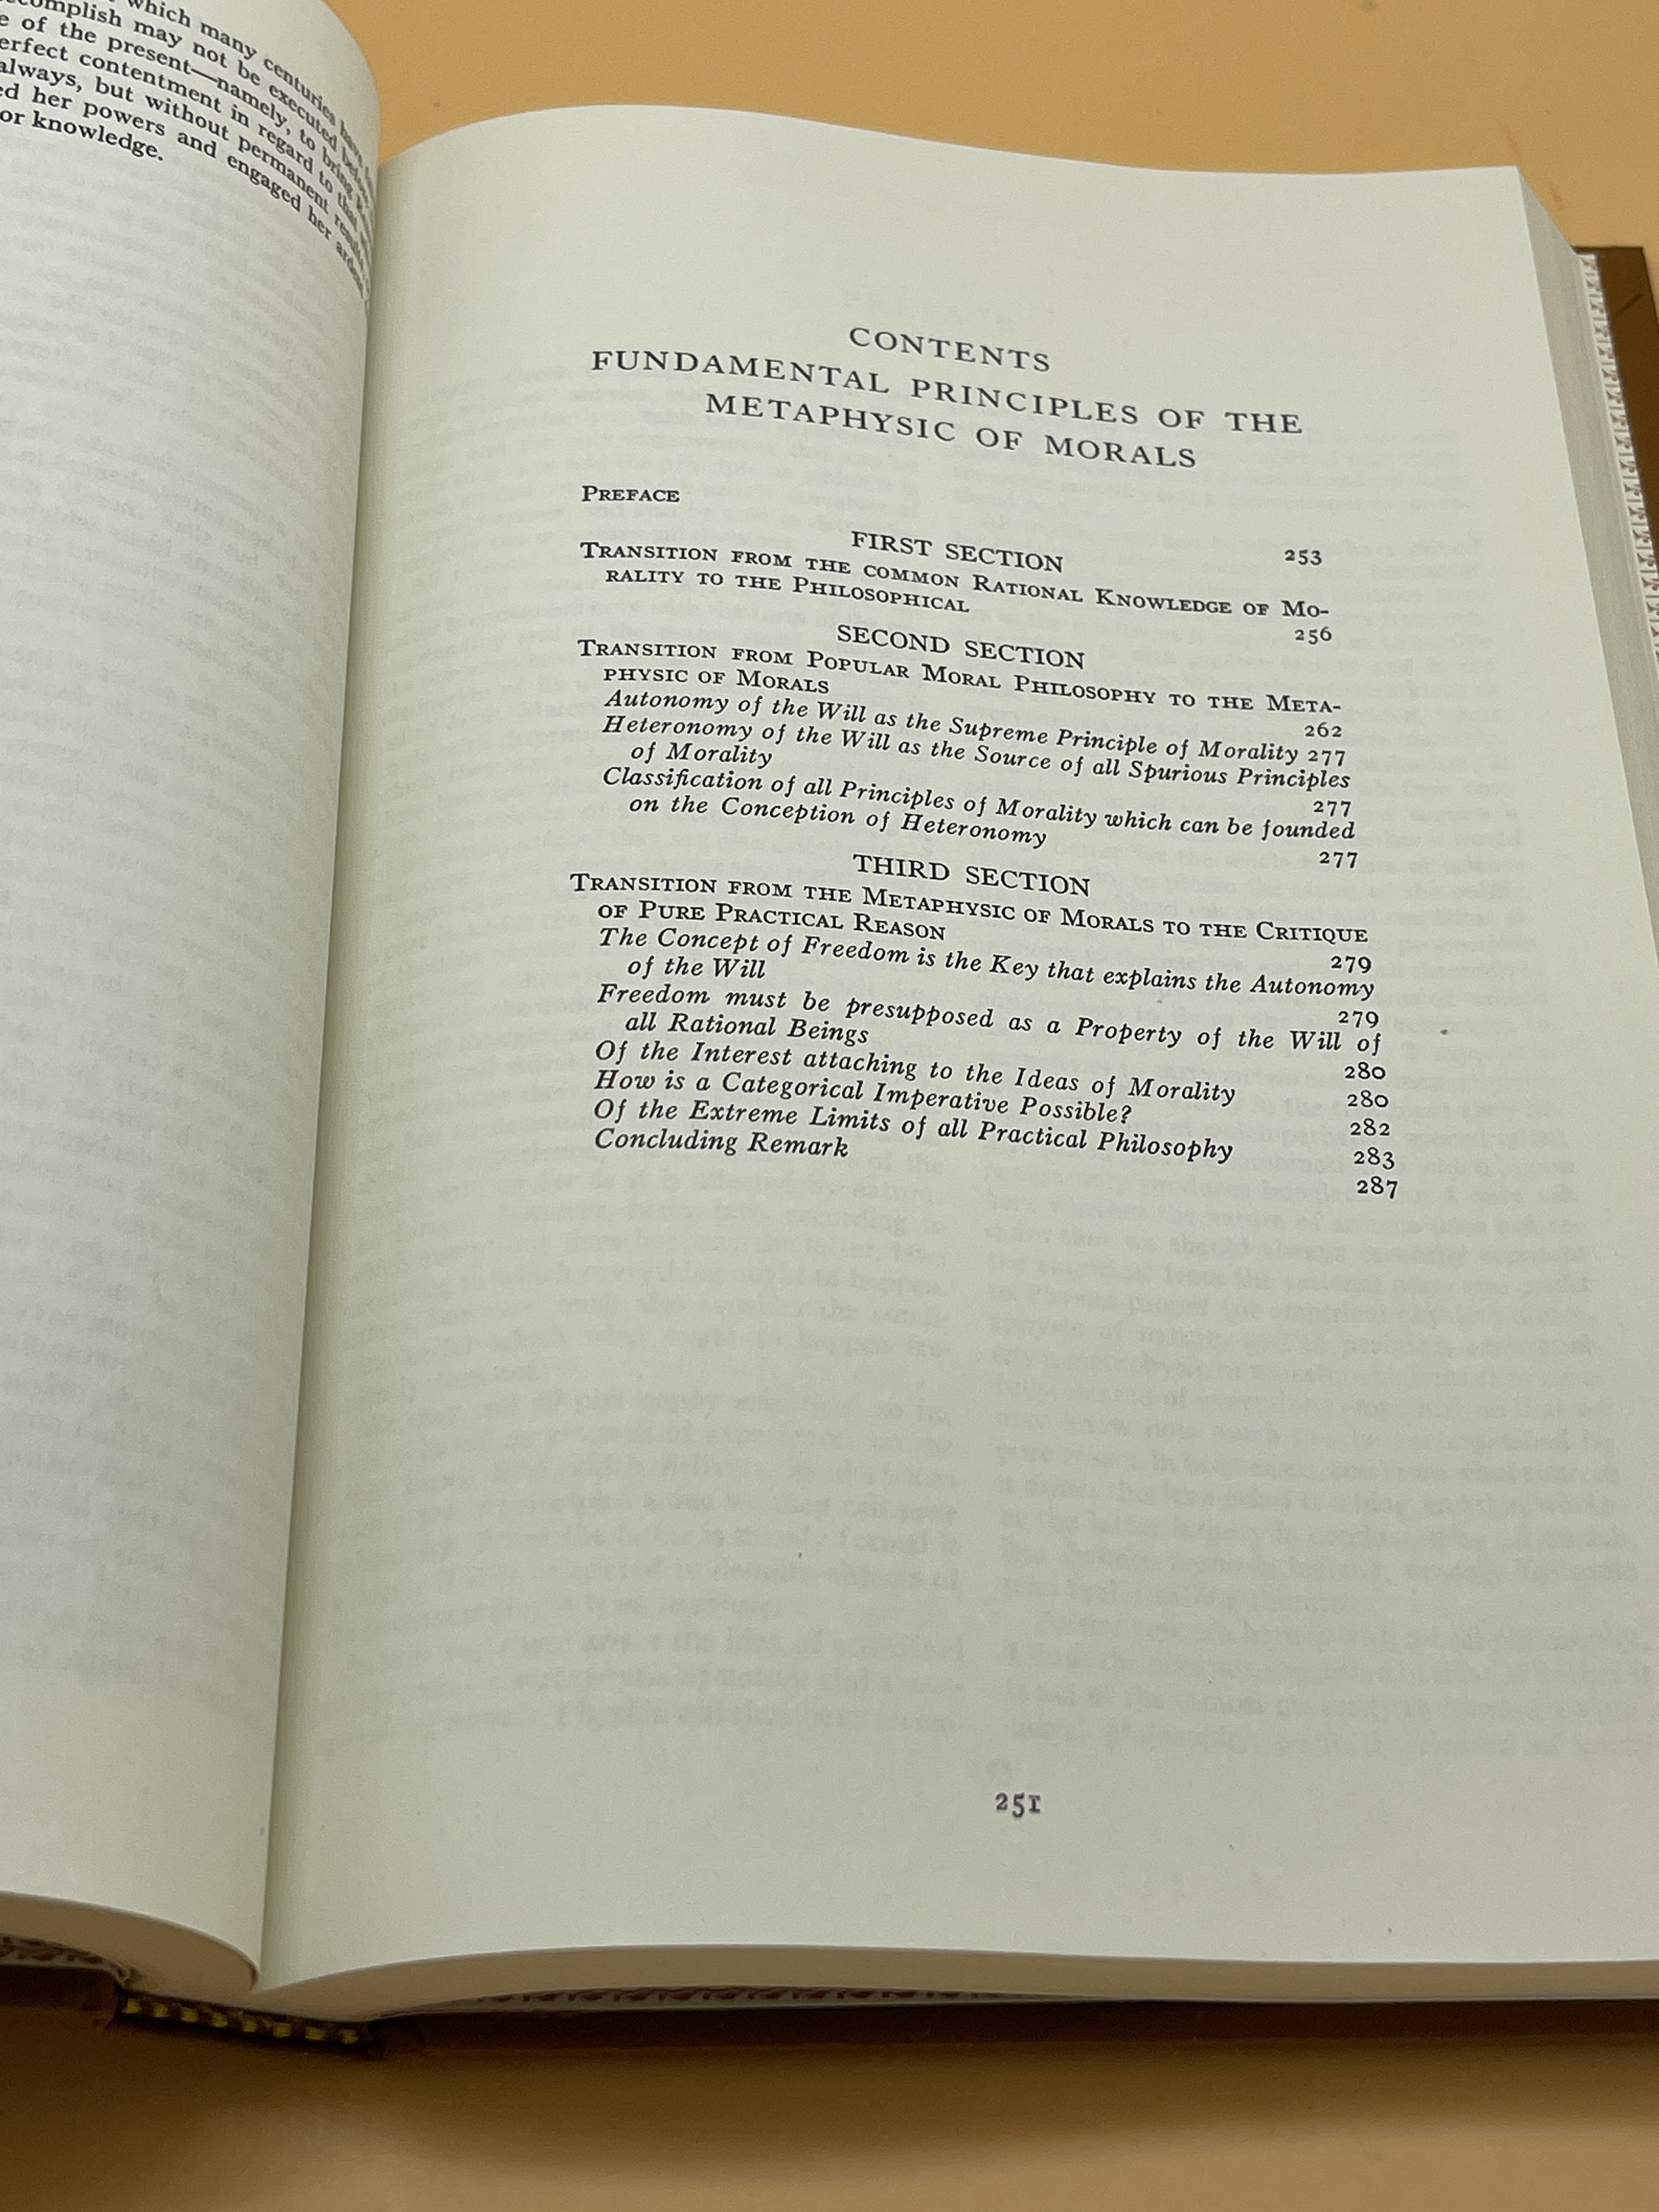 which many centuries have
accomplish may not be executed before
of the present—namely, to bring
perfect contentment in regard to that
always, but without permanent results
her powers and engaged her ardent
or knowledge.
CONTENTS
FUNDAMENTAL PRINCIPLES OF THE
METAPHYSIC OF MORALS
PREFACE 253
FIRST SECTION
TRANSITION FROM THE COMMON RATIONAL KNOWLEDGE OF MO-
RALITY TO THE PHILOSOPHICAL 256
SECOND SECTION
TRANSITION FROM POPULAR MORAL PHILOSOPHY TO THE META-
PHYSIC OF MORALS 262
Autonomy of the Will as the Supreme Principle of Morality 277
Heteronomy of the Will as the Source of all Spurious Principles
of Morality 277
Classification of all Principles of Morality which can be founded
on the Conception of Heteronomy 277
THIRD SECTION
TRANSITION FROM THE METAPHYSIC OF MORALS TO THE CRITIQUE
OF PURE PRACTICAL REASON 279
The Concept of Freedom is the Key that explains the Autonomy
of the Will 279
Freedom must be presupposed as a Property of the Will of
all Rational Beings 280
Of the Interest attaching to the Ideas of Morality 280
How is a Categorical Imperative Possible? 282
Of the Extreme Limits of all Practical Philosophy 283
Concluding Remark 287
251